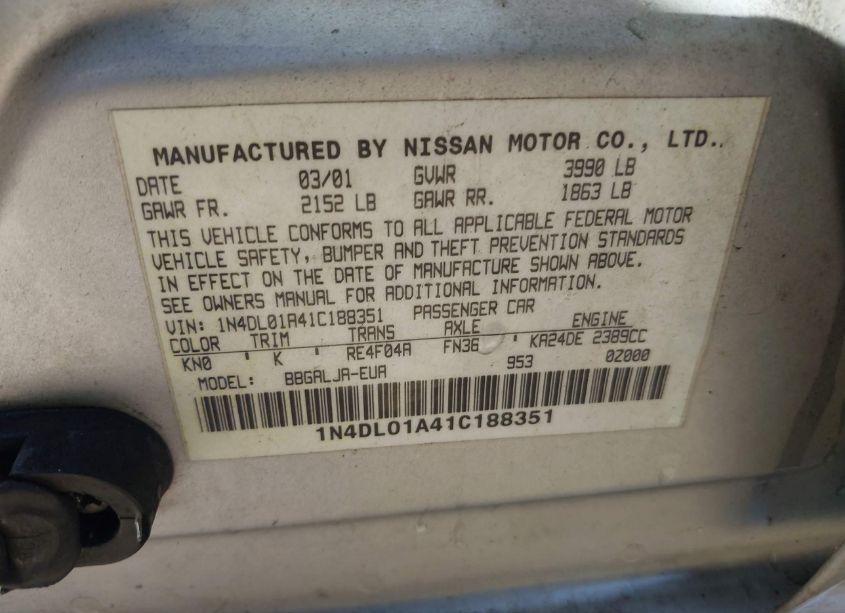 MANUFACTURED BY NISSAN MOTOR CO., LTD.
DATE 03/01 GVWR 3990 LB
GAWR FR. 2152 LB GAWR RR. 1863 LB
THIS VEHICLE CONFORMS TO ALL APPLICABLE FEDERAL MOTOR
VEHICLE SAFETY, BUMPER AND THEFT PREVENTION STANDARDS
IN EFFECT ON THE DATE OF MANUFACTURE SHOWN ABOVE.
SEE OWNERS MANUAL FOR ADDITIONAL INFORMATION.
VIN: 1N4DL01A41C188351 PASSENGER CAR
COLOR TRIM TRANS AXLE ENGINE
KN0 ' K ' RE4F04A FN36 ' KA24DE 2389CC
MODEL: BBGALJA-EUA 953 0Z000
1N4DL01A41C188351